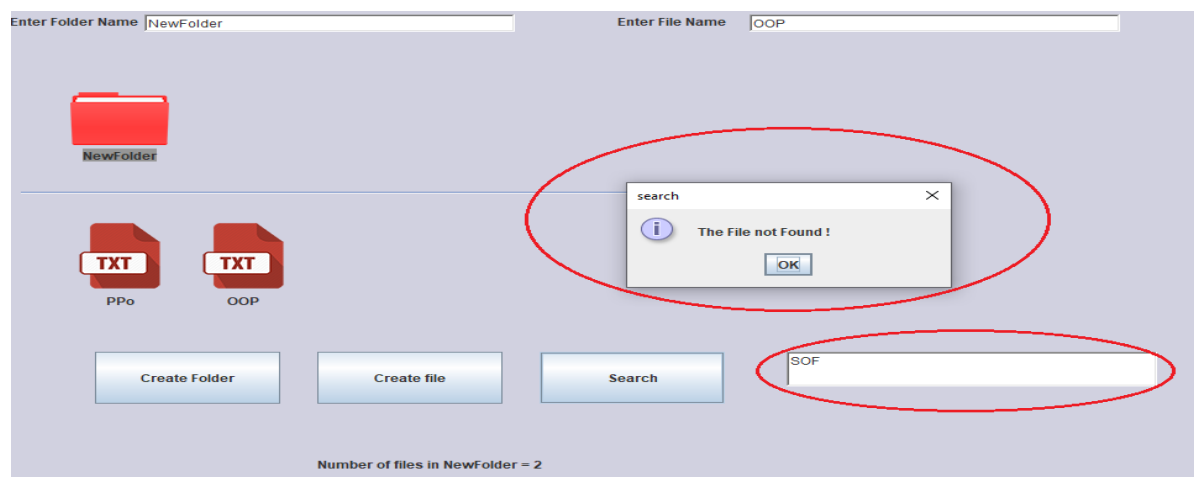 Enter Folder Name NewFolder Enter File Name OOP
NewFolder
search
The File not Found !
OK
TXT TXT
PPo OOP
Create Folder Create file Search SOF
Number of files in NewFolder = 2